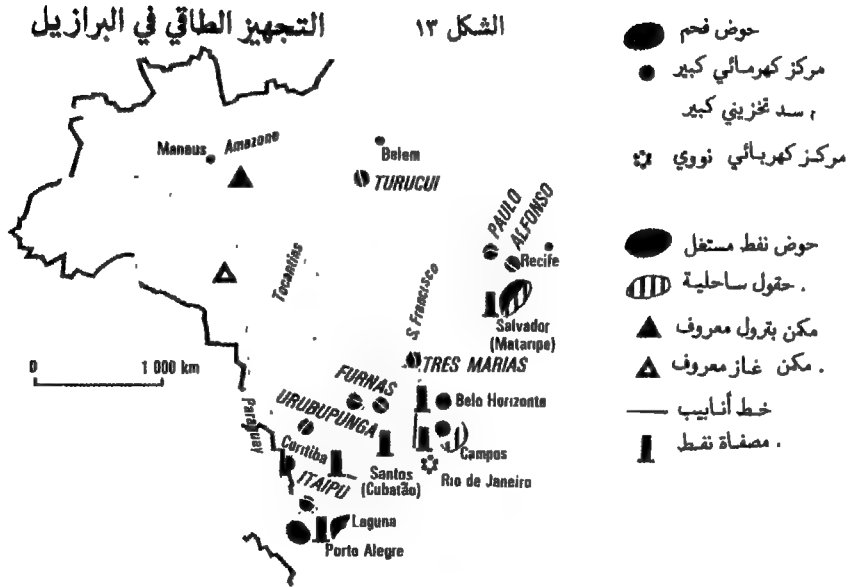 التجهيز الطاقي في البرازيل
الشكل ١٣
حوض فحم
مركز كهرمائي كبير
سد تخزيني كبير
مركز كهربائي نووي
حوض نفط مستغل
حقول ساحلية
مكمن بترول معروف
مكمن غاز معروف
خط أنابيب
مصفاة نفط
Manaus
Amazone
Belem
TURUCUI
PAULO
ALFONSO
Recife
Tocantins
S. Francisco
Salvador
(Mataripe)
0 1 000 km
TRES MARIAS
FURNAS
Belo Horizonte
URUBUPUNGA
Paraguay
Coritiba
Campos
Santos
(Cubatão)
Rio de Janeiro
ITAIPU
Laguna
Porto Alegre